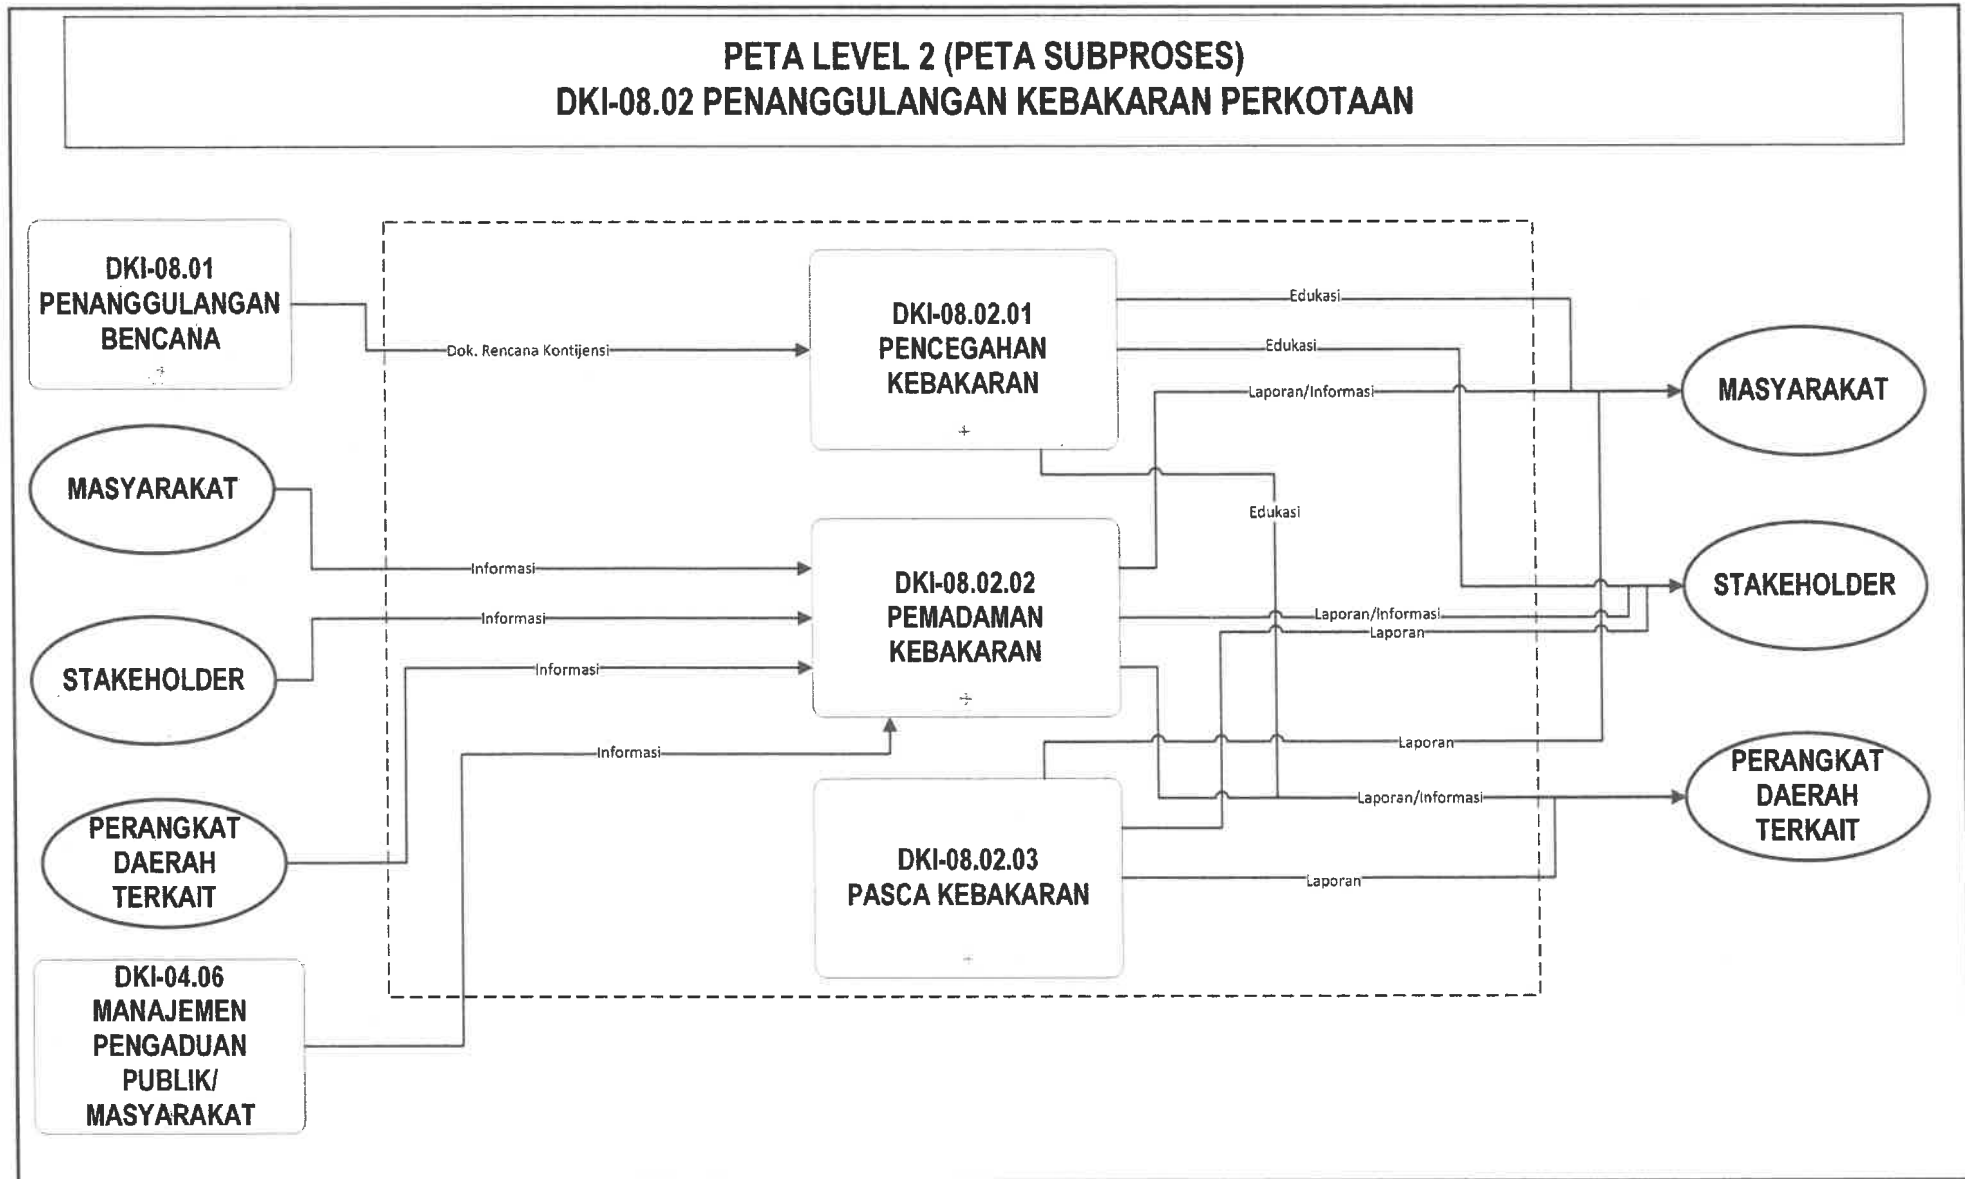 PETA LEVEL 2 (PETA SUBPROSES)
DKI-08.02 PENANGGULANGAN KEBAKARAN PERKOTAAN
DKI-08.01
PENANGGULANGAN
BENCANA
MASYARAKAT
STAKEHOLDER
PERANGKAT
DAERAH
TERKAIT
DKI-04.06
MANAJEMEN
PENGADUAN
PUBLIK/
MASYARAKAT
Dok. Rencana Kontijensi
Informasi
Informasi
Informasi
Informasi
DKI-08.02.01
PENCEGAHAN
KEBAKARAN
DKI-08.02.02
PEMADAMAN
KEBAKARAN
DKI-08.02.03
PASCA KEBAKARAN
Edukasi
Edukasi
Laporan/Informasi
Edukasi
Laporan/Informasi
Laporan
Laporan
Laporan/Informasi
Laporan
MASYARAKAT
STAKEHOLDER
PERANGKAT
DAERAH
TERKAIT